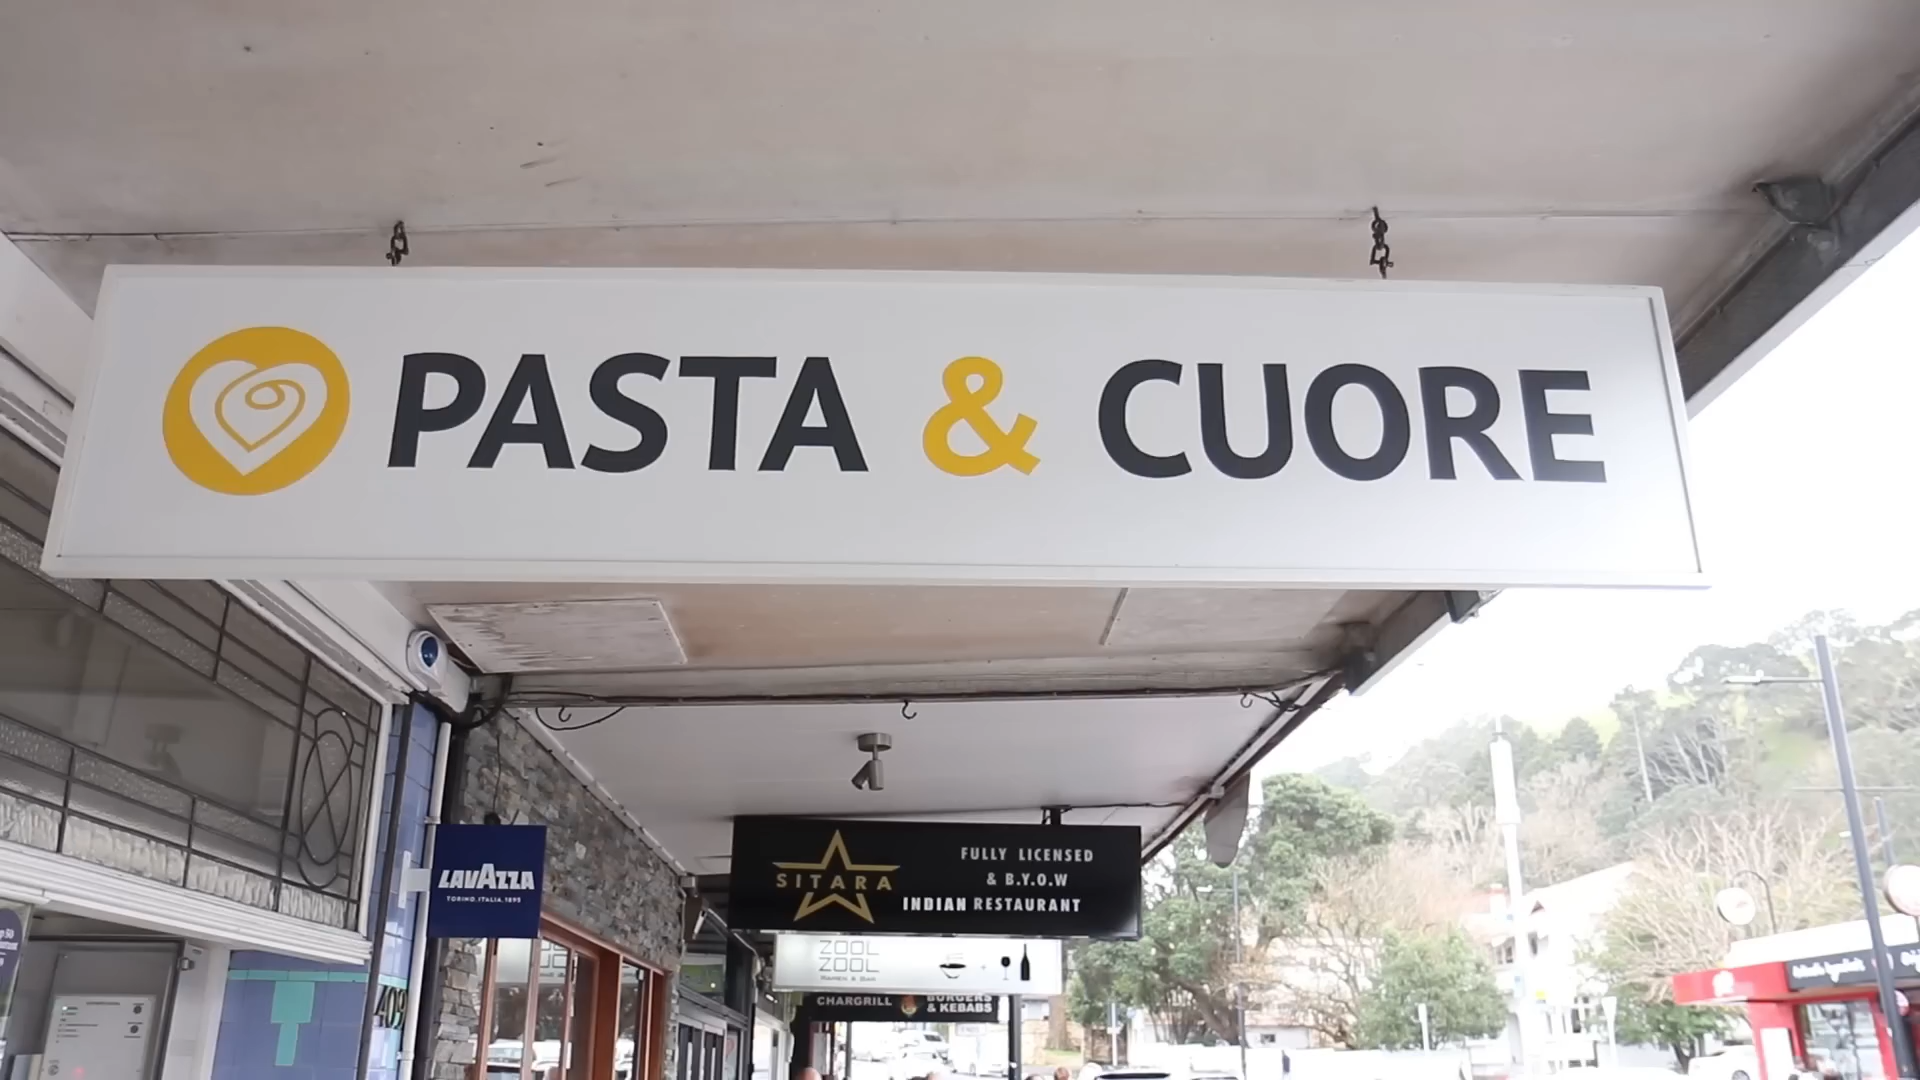 PASTA & CUORE
LAVAZZA
TORINO, ITALIA, 1895
SITARA
FULLY LICENSED
& B.Y.O.W
INDIAN RESTAURANT
ZOOL
ZOOL
RAMEN & BAR
CHARGRILL
BURGERS
& KEBABS
409